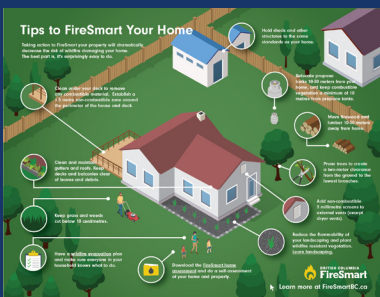 Tips to FireSmart Your Home
Taking action to FireSmart your property will dramatically
decrease the risk of wildfire damaging your home.
The best part is, it's surprisingly easy to do.
Hold sheds and other
structures to the same
standards as your home.
Clean under your deck to remove
any combustible material. Establish a
1.5 metre non-combustible zone around
the perimeter of the house and deck.
Relocate propane
tanks 10 metres from your
home, and keep combustible
vegetation a minimum of 10
metres from propane tanks.
Move firewood and
lumber 10-30 metres
away from home.
Clean and maintain
gutters and roofs. Keep
decks and balconies clear
of leaves and debris.
Prune trees to create
a two-metre clearance
from the ground to the
lowest branches.
Keep grass and weeds
cut below 10 centimetres.
Add non-combustible
3 millimetre screens to
external vents (except
dryer vents).
Reduce the flammability of
your landscaping and plant
wildfire resistant vegetation.
Learn landscaping.
Have a wildfire evacuation plan
and make sure everyone in your
household knows what to do.
Download the FireSmart home
assessment and do a self-assessment
of your home and property.
BRITISH COLUMBIA
FireSmart
Learn more at FireSmartBC.ca